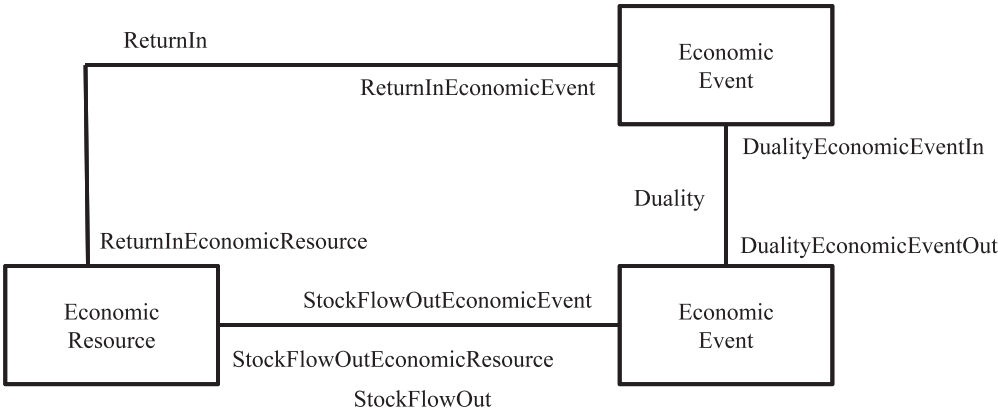 ReturnIn
Economic
Event
ReturnInEconomicEvent
DualityEconomicEventIn
Duality
ReturnInEconomicResource
DualityEconomicEventOut
Economic
Resource
StockFlowOutEconomicEvent
Economic
Event
StockFlowOutEconomicResource
StockFlowOut